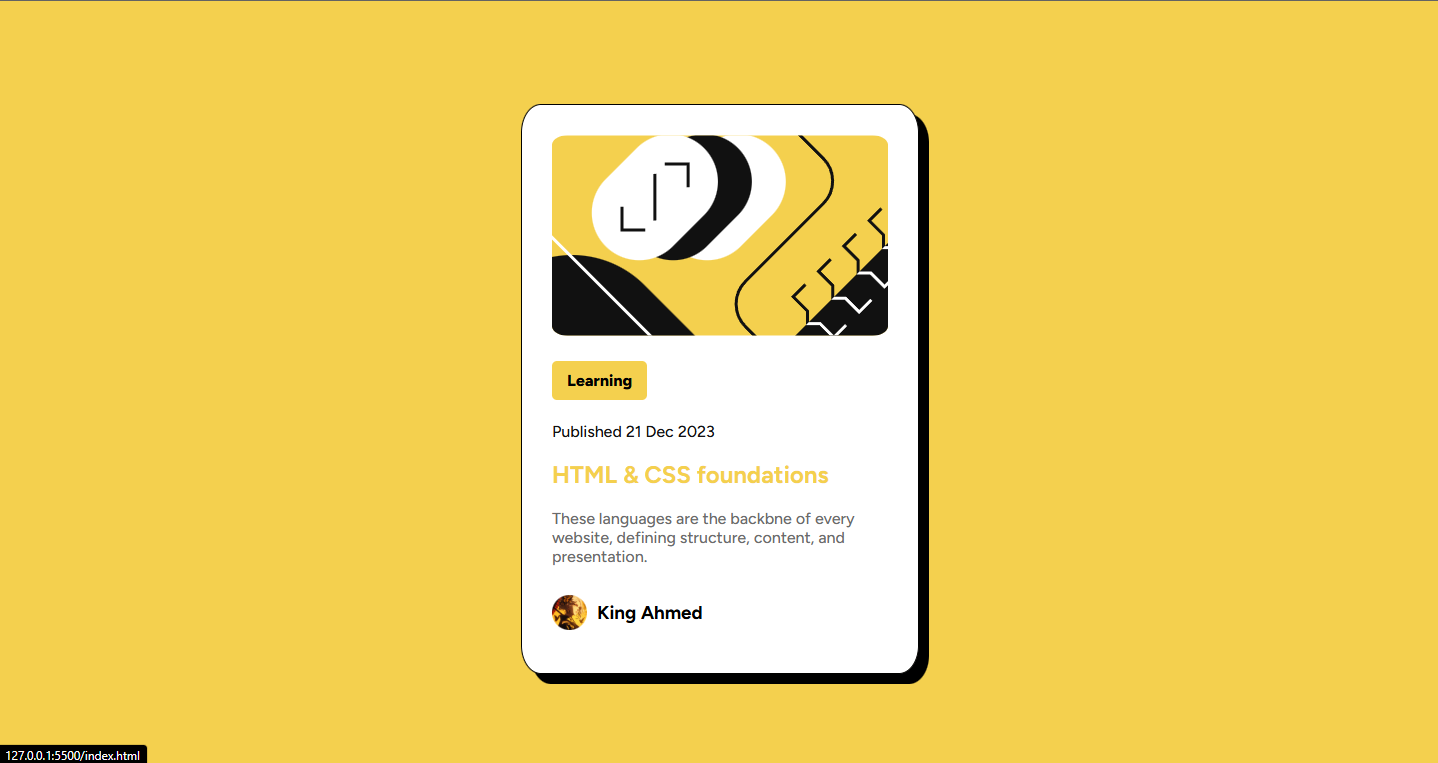 Learning
Published 21 Dec 2023
HTML & CSS foundations
These languages are the backbne of every
website, defining structure, content, and
presentation.
King Ahmed
127.0.0.1:5500/index.html